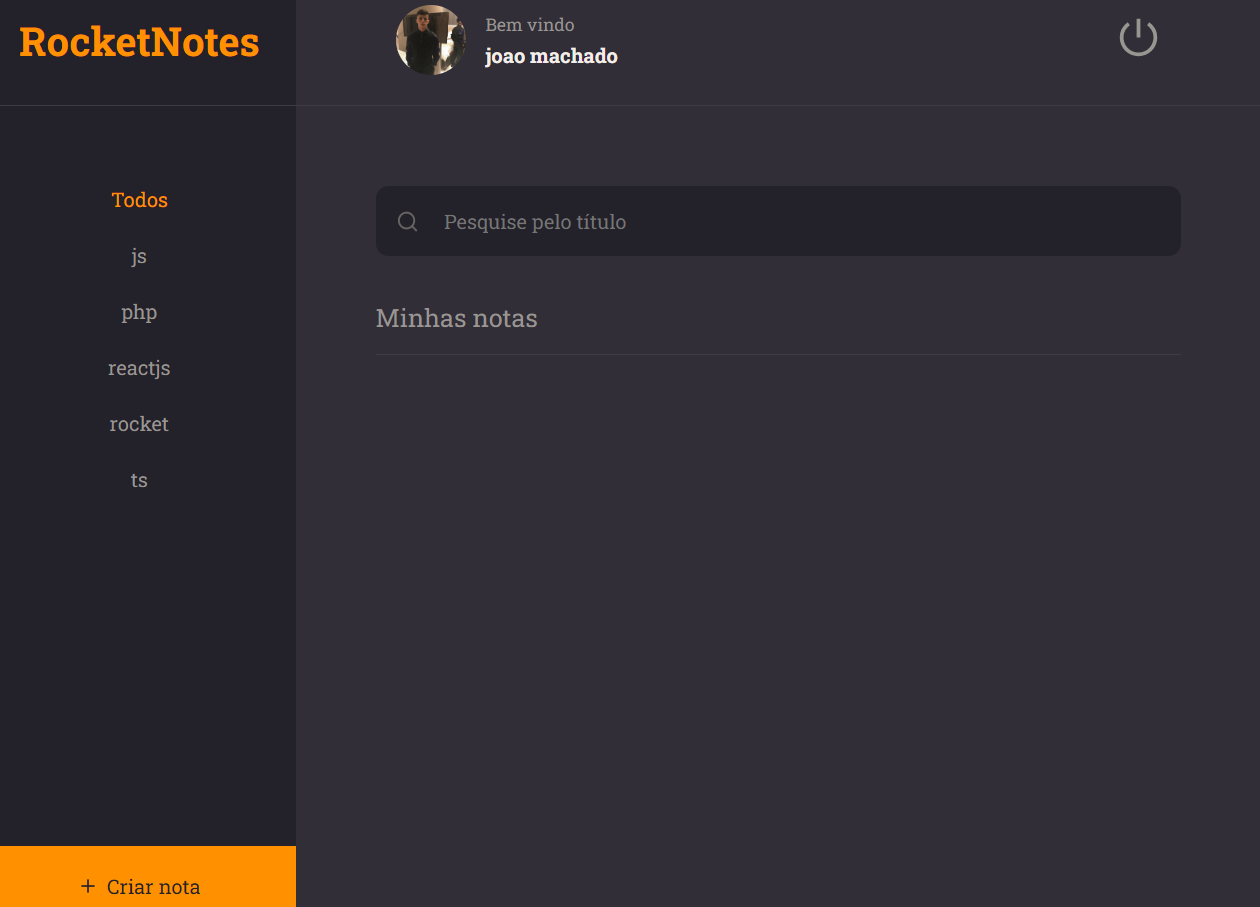 RocketNotes
Bem vindo
joao machado
Todos
js
php
reactjs
rocket
ts
Pesquise pelo título
Minhas notas
+ Criar nota